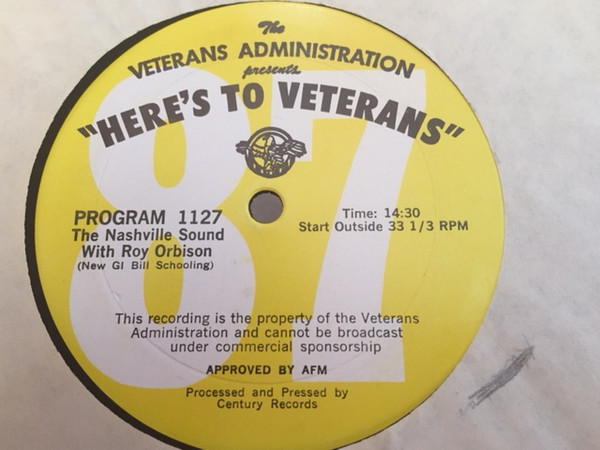 The
VETERANS ADMINISTRATION
presents
"HERE'S TO VETERANS"
87
PROGRAM 1127
The Nashville Sound
With Roy Orbison
(New GI Bill Schooling)
Time: 14:30
Start Outside 33 1/3 RPM
This recording is the property of the Veterans
Administration and cannot be broadcast
under commercial sponsorship
APPROVED BY AFM
Processed and Pressed by
Century Records